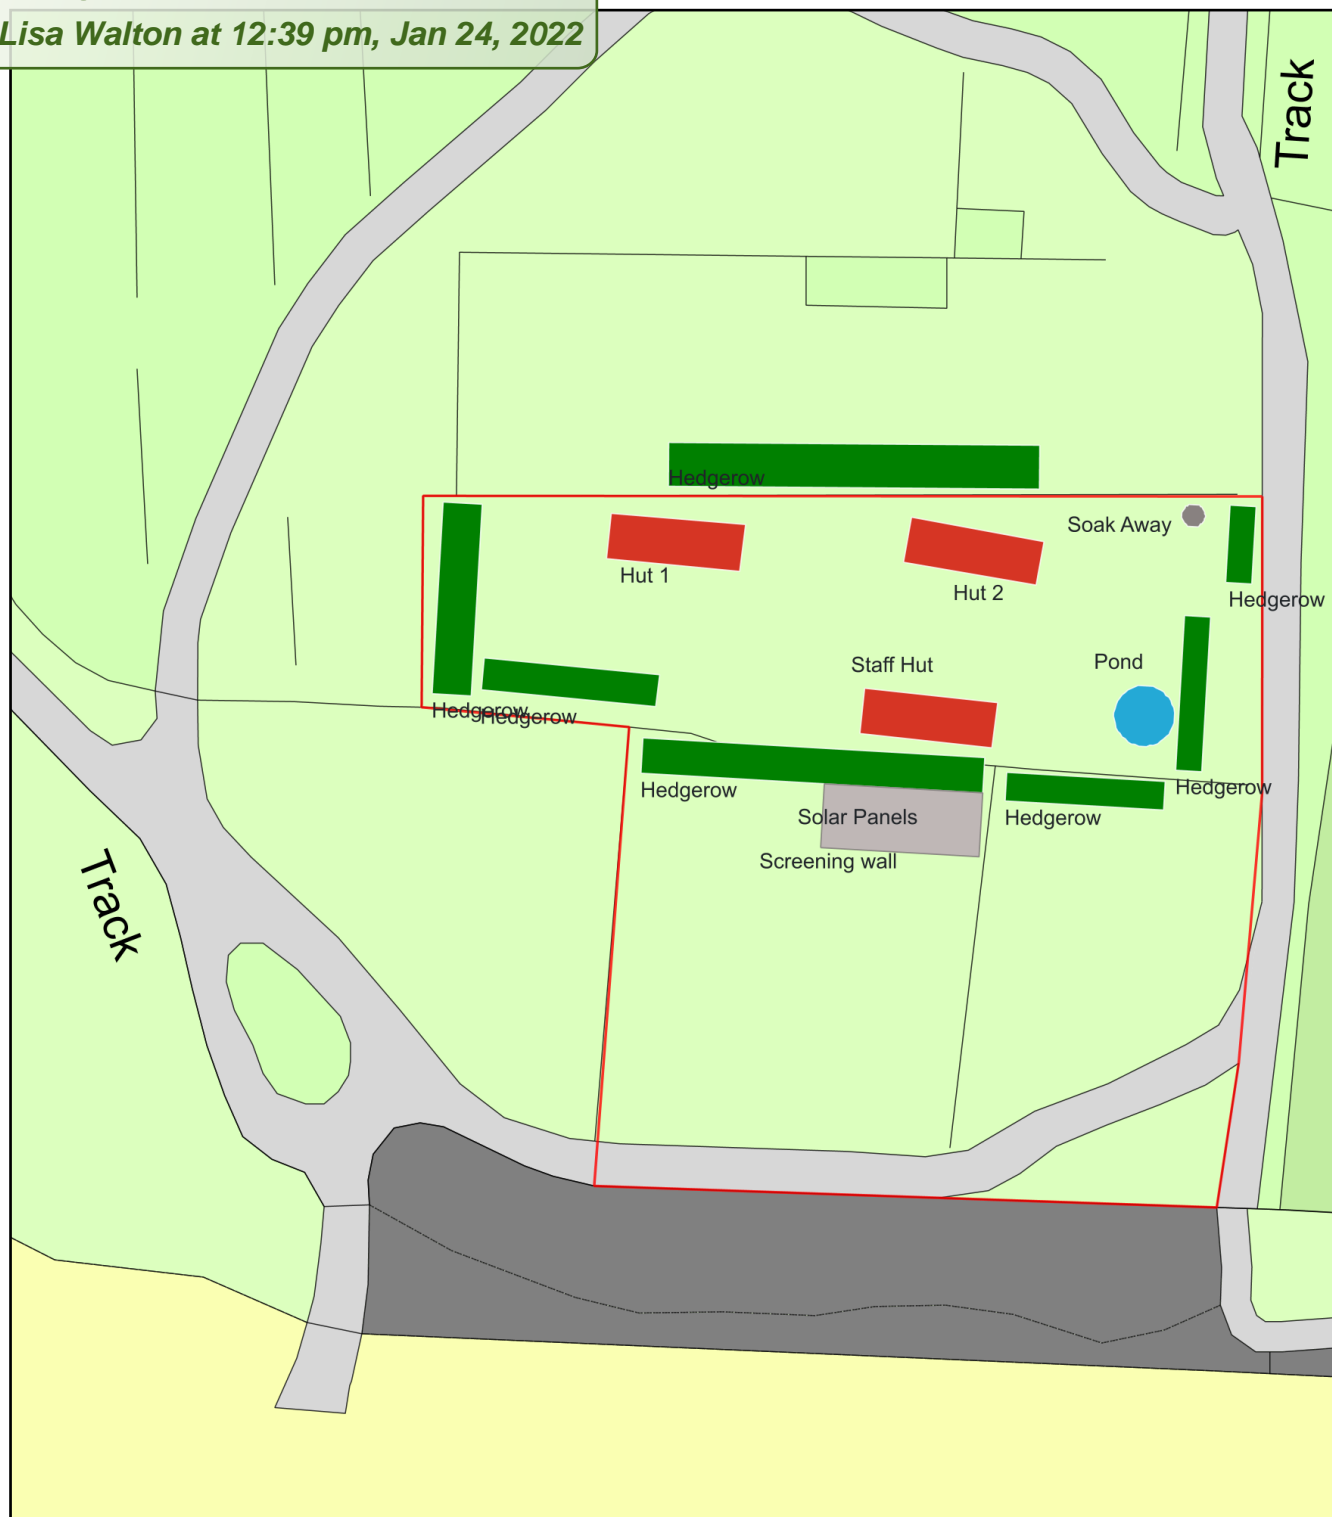 Lisa Walton at 12:39 pm, Jan 24, 2022
Track
Hedgerow
Soak Away
Hut 1
Hut 2
Hedgerow
Staff Hut
Pond
Hedgerow
Hedgerow
Hedgerow
Hedgerow
Solar Panels
Hedgerow
Screening wall
Track